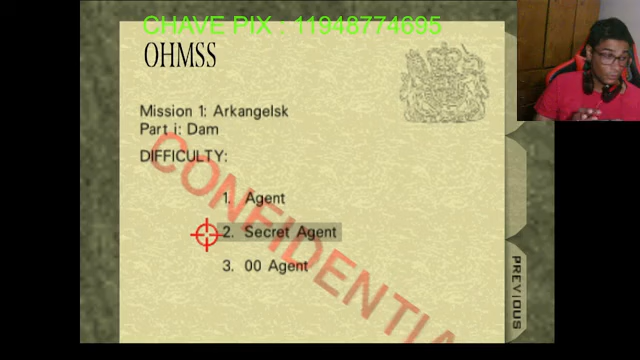 CHAVE PIX : 11948774695
OHMSS
Mission 1: Arkangelsk
Part i: Dam
DIFFICULTY:
1. Agent
2. Secret Agent
3. 00 Agent
CONFIDENTIA
PREVIOUS